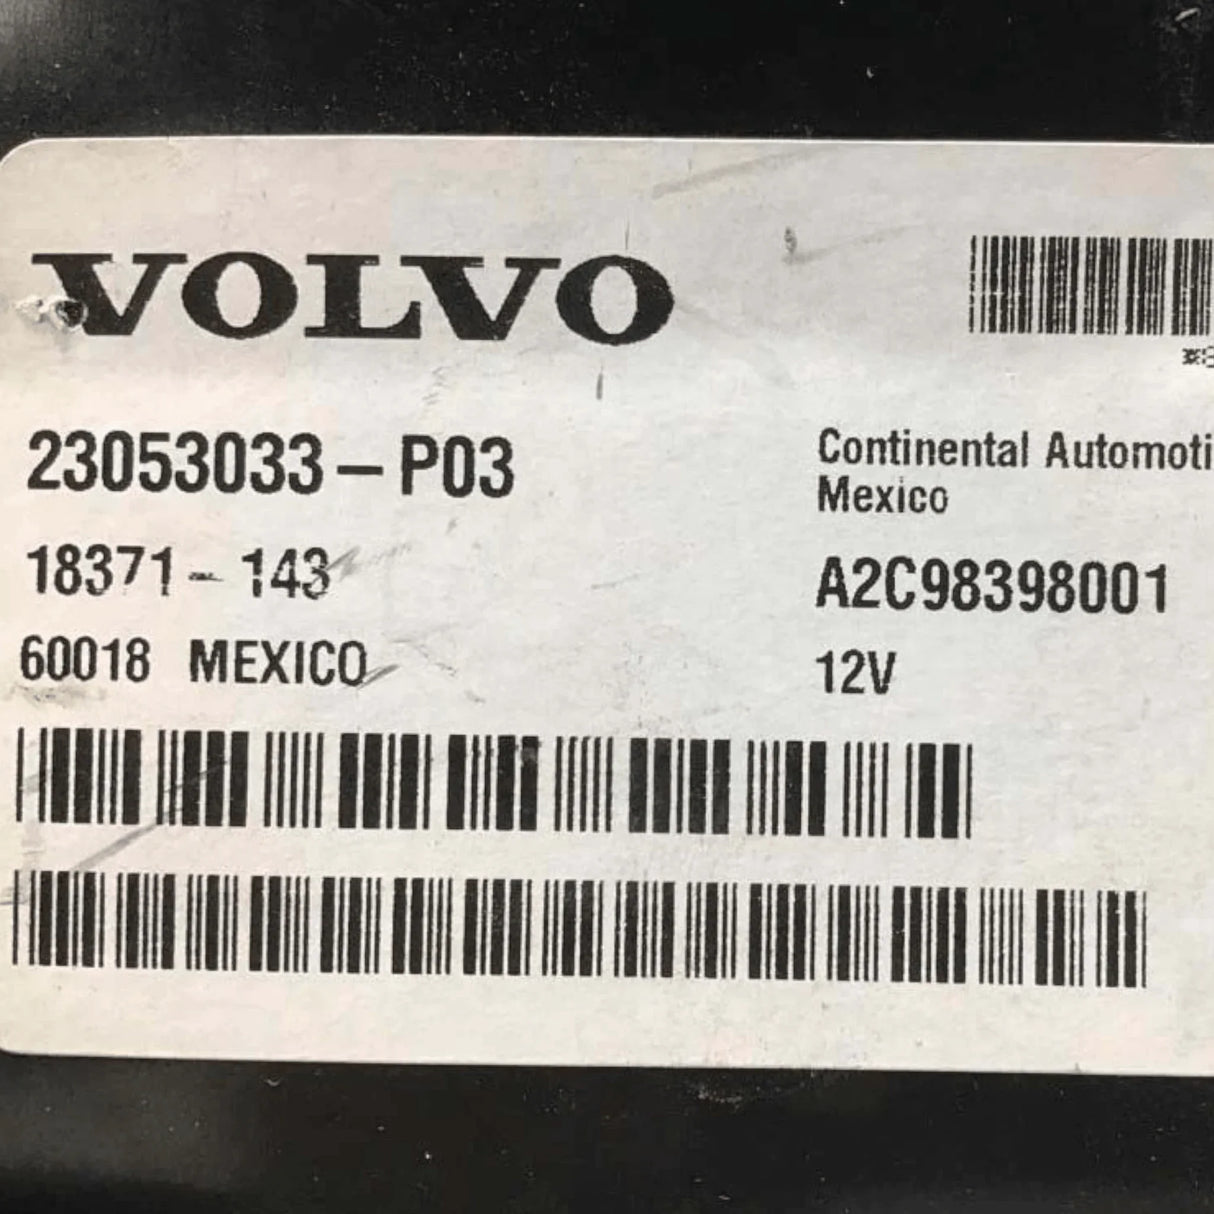 VOLVO
23053033-P03
Continental Automoti
Mexico
18371-143
A2C98398001
60018 MEXICO
12V